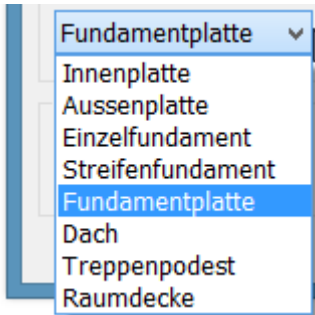 Fundamentplatte
Innenplatte
Aussenplatte
Einzelfundament
Streifenfundament
Fundamentplatte
Dach
Treppenpodest
Raumdecke